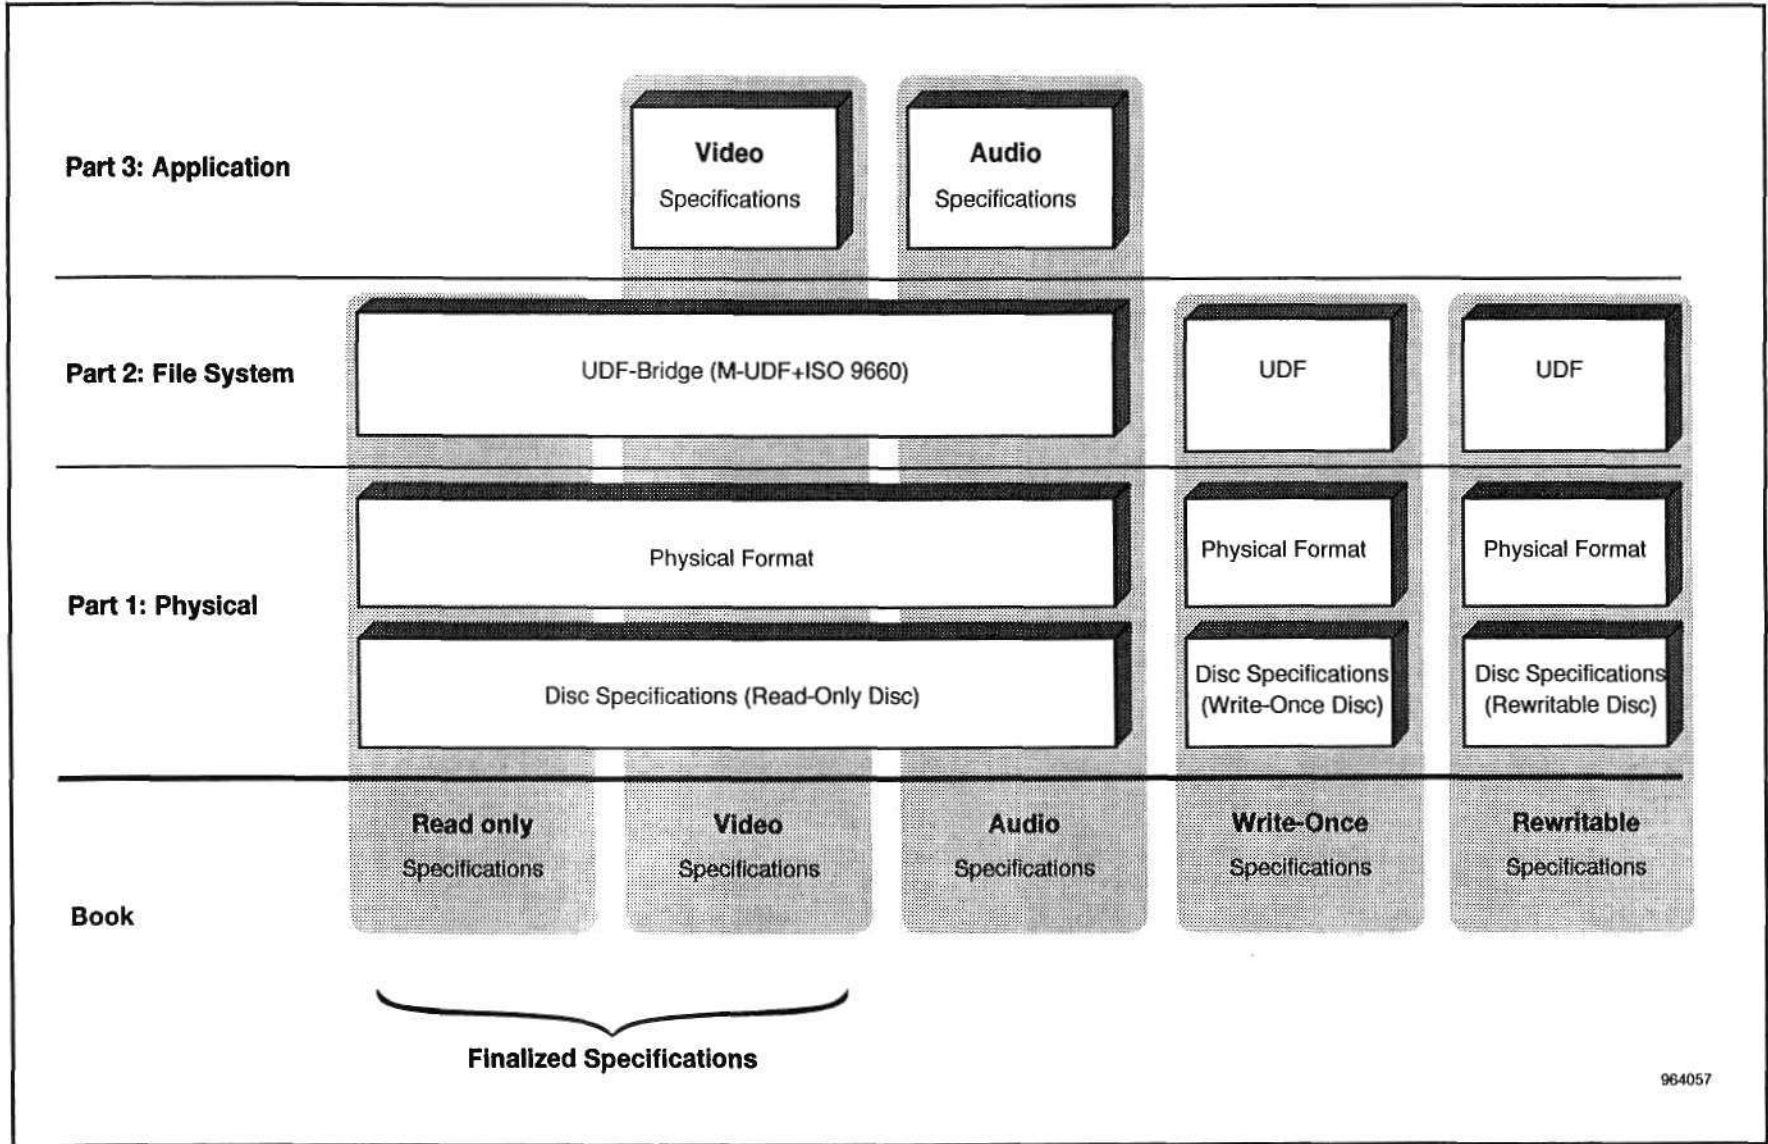 Video
Specifications
Audio
Specifications
Part 3: Application
Part 2: File System
UDF-Bridge (M-UDF+ISO 9660)
UDF
UDF
Part 1: Physical
Physical Format
Physical Format
Physical Format
Disc Specifications (Read-Only Disc)
Disc Specifications
(Write-Once Disc)
Disc Specifications
(Rewritable Disc)
Book
Read only
Specifications
Video
Specifications
Audio
Specifications
Write-Once
Specifications
Rewritable
Specifications
Finalized Specifications
964057